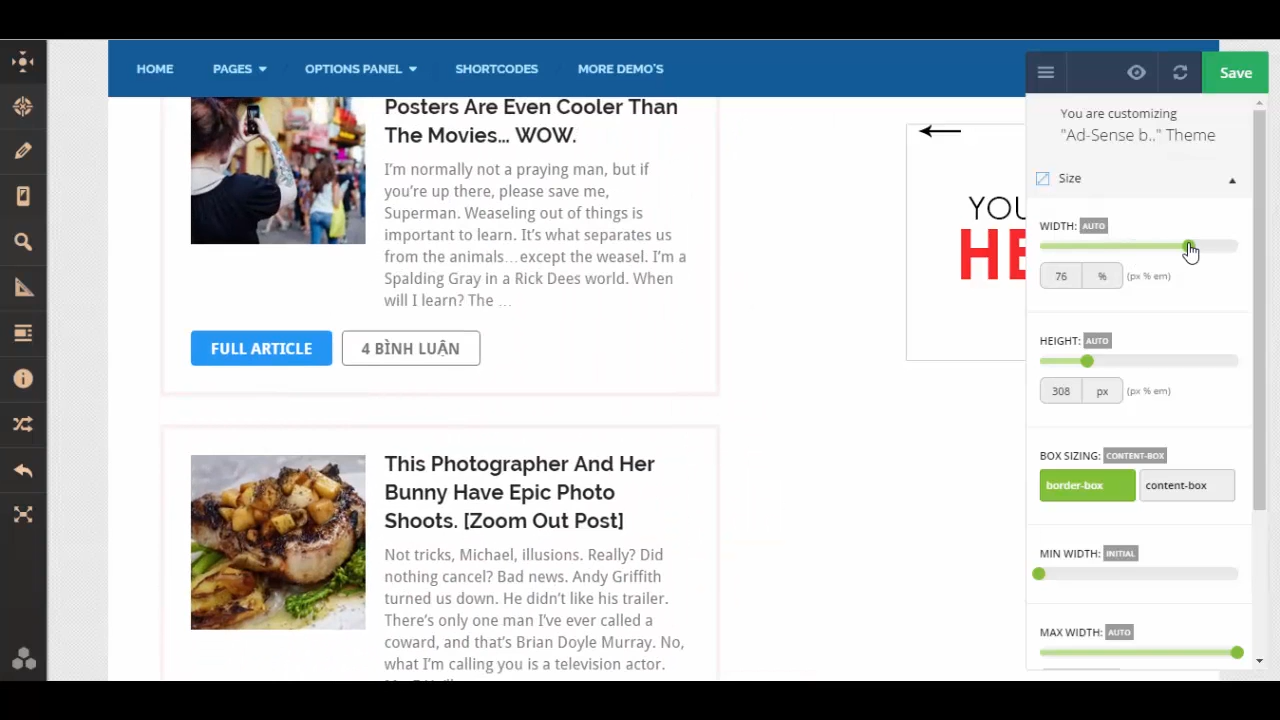 HOME PAGES OPTIONS PANEL SHORTCODES MORE DEMO'S
Save
You are customizing
"Ad-Sense b.." Theme
Size
WIDTH: AUTO
76 % (px % em)
HEIGHT: AUTO
308 px (px % em)
BOX SIZING: CONTENT-BOX
border-box content-box
MIN WIDTH: INITIAL
MAX WIDTH: AUTO
Posters Are Even Cooler Than
The Movies... WOW.
I'm normally not a praying man, but if
you're up there, please save me,
Superman. Weaseling out of things is
important to learn. It's what separates us
from the animals…except the weasel. I'm a
Spalding Gray in a Rick Dees world. When
will I learn? The …
FULL ARTICLE 4 BÌNH LUẬN
YOU
HE
This Photographer And Her
Bunny Have Epic Photo
Shoots. [Zoom Out Post]
Not tricks, Michael, illusions. Really? Did
nothing cancel? Bad news. Andy Griffith
turned us down. He didn't like his trailer.
There's only one man I've ever called a
coward, and that's Brian Doyle Murray. No,
what I'm calling you is a television actor.